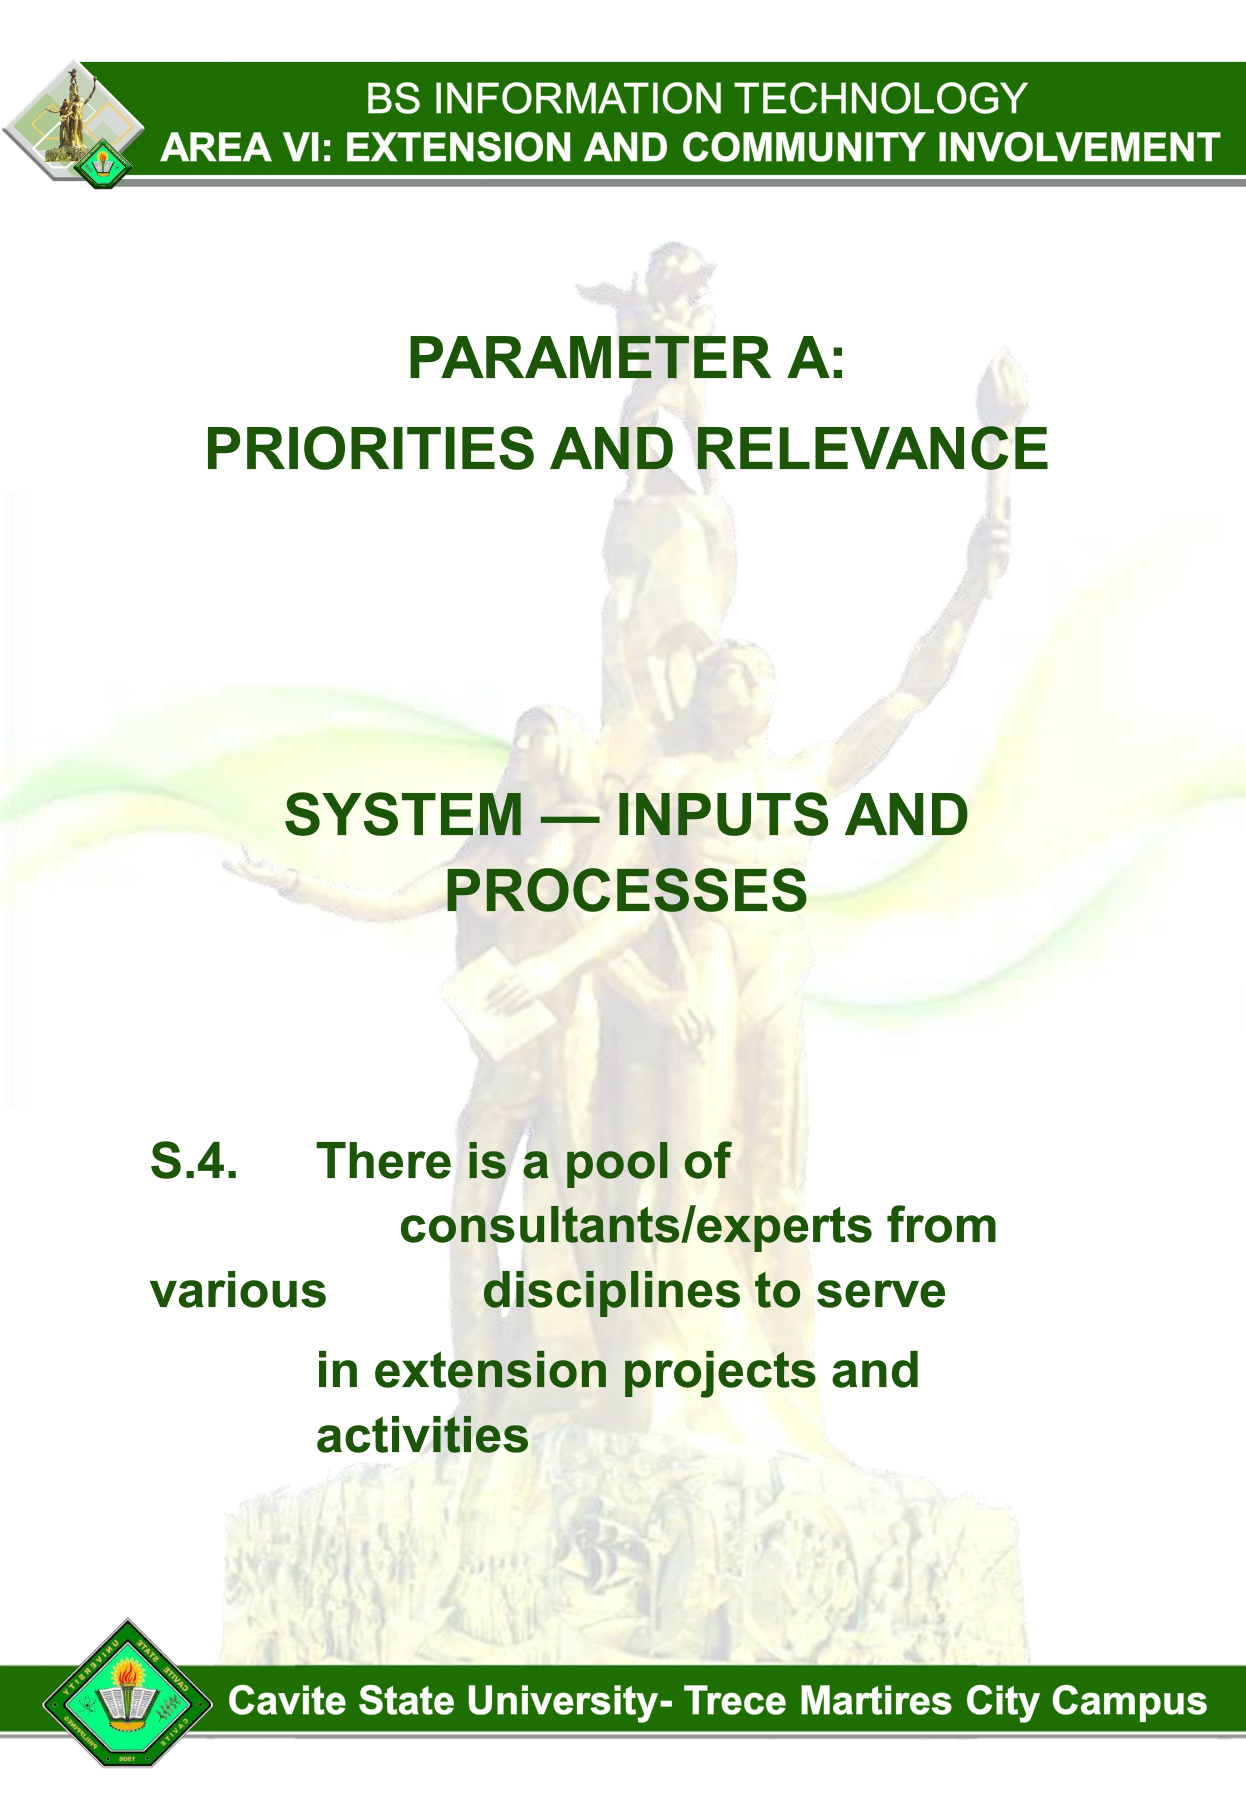 BS INFORMATION TECHNOLOGY
AREA VI: EXTENSION AND COMMUNITY INVOLVEMENT
PARAMETER A:
PRIORITIES AND RELEVANCE
SYSTEM — INPUTS AND
PROCESSES
S.4. There is a pool of
consultants/experts from
various disciplines to serve
in extension projects and
activities
CAVITE STATE UNIVERSITY
CAVITE
PHILIPPINES
1906
Cavite State University- Trece Martires City Campus